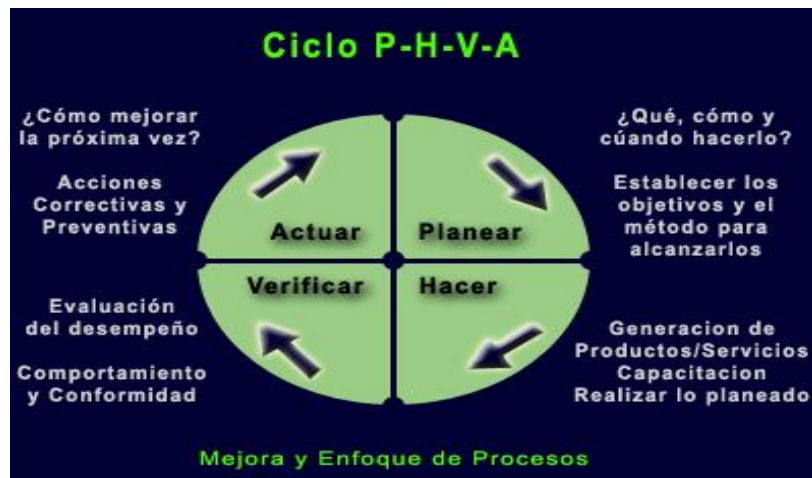 Ciclo P-H-V-A
¿Cómo mejorar
la próxima vez?
Acciones
Correctivas y
Preventivas
¿Qué, cómo y
cúando hacerlo?
Establecer los
objetivos y el
método para
alcanzarlos
Actuar
Planear
Verificar
Hacer
Evaluación
del desempeño
Comportamiento
y Conformidad
Generacion de
Productos/Servicios
Capacitacion
Realizar lo planeado
Mejora y Enfoque de Procesos